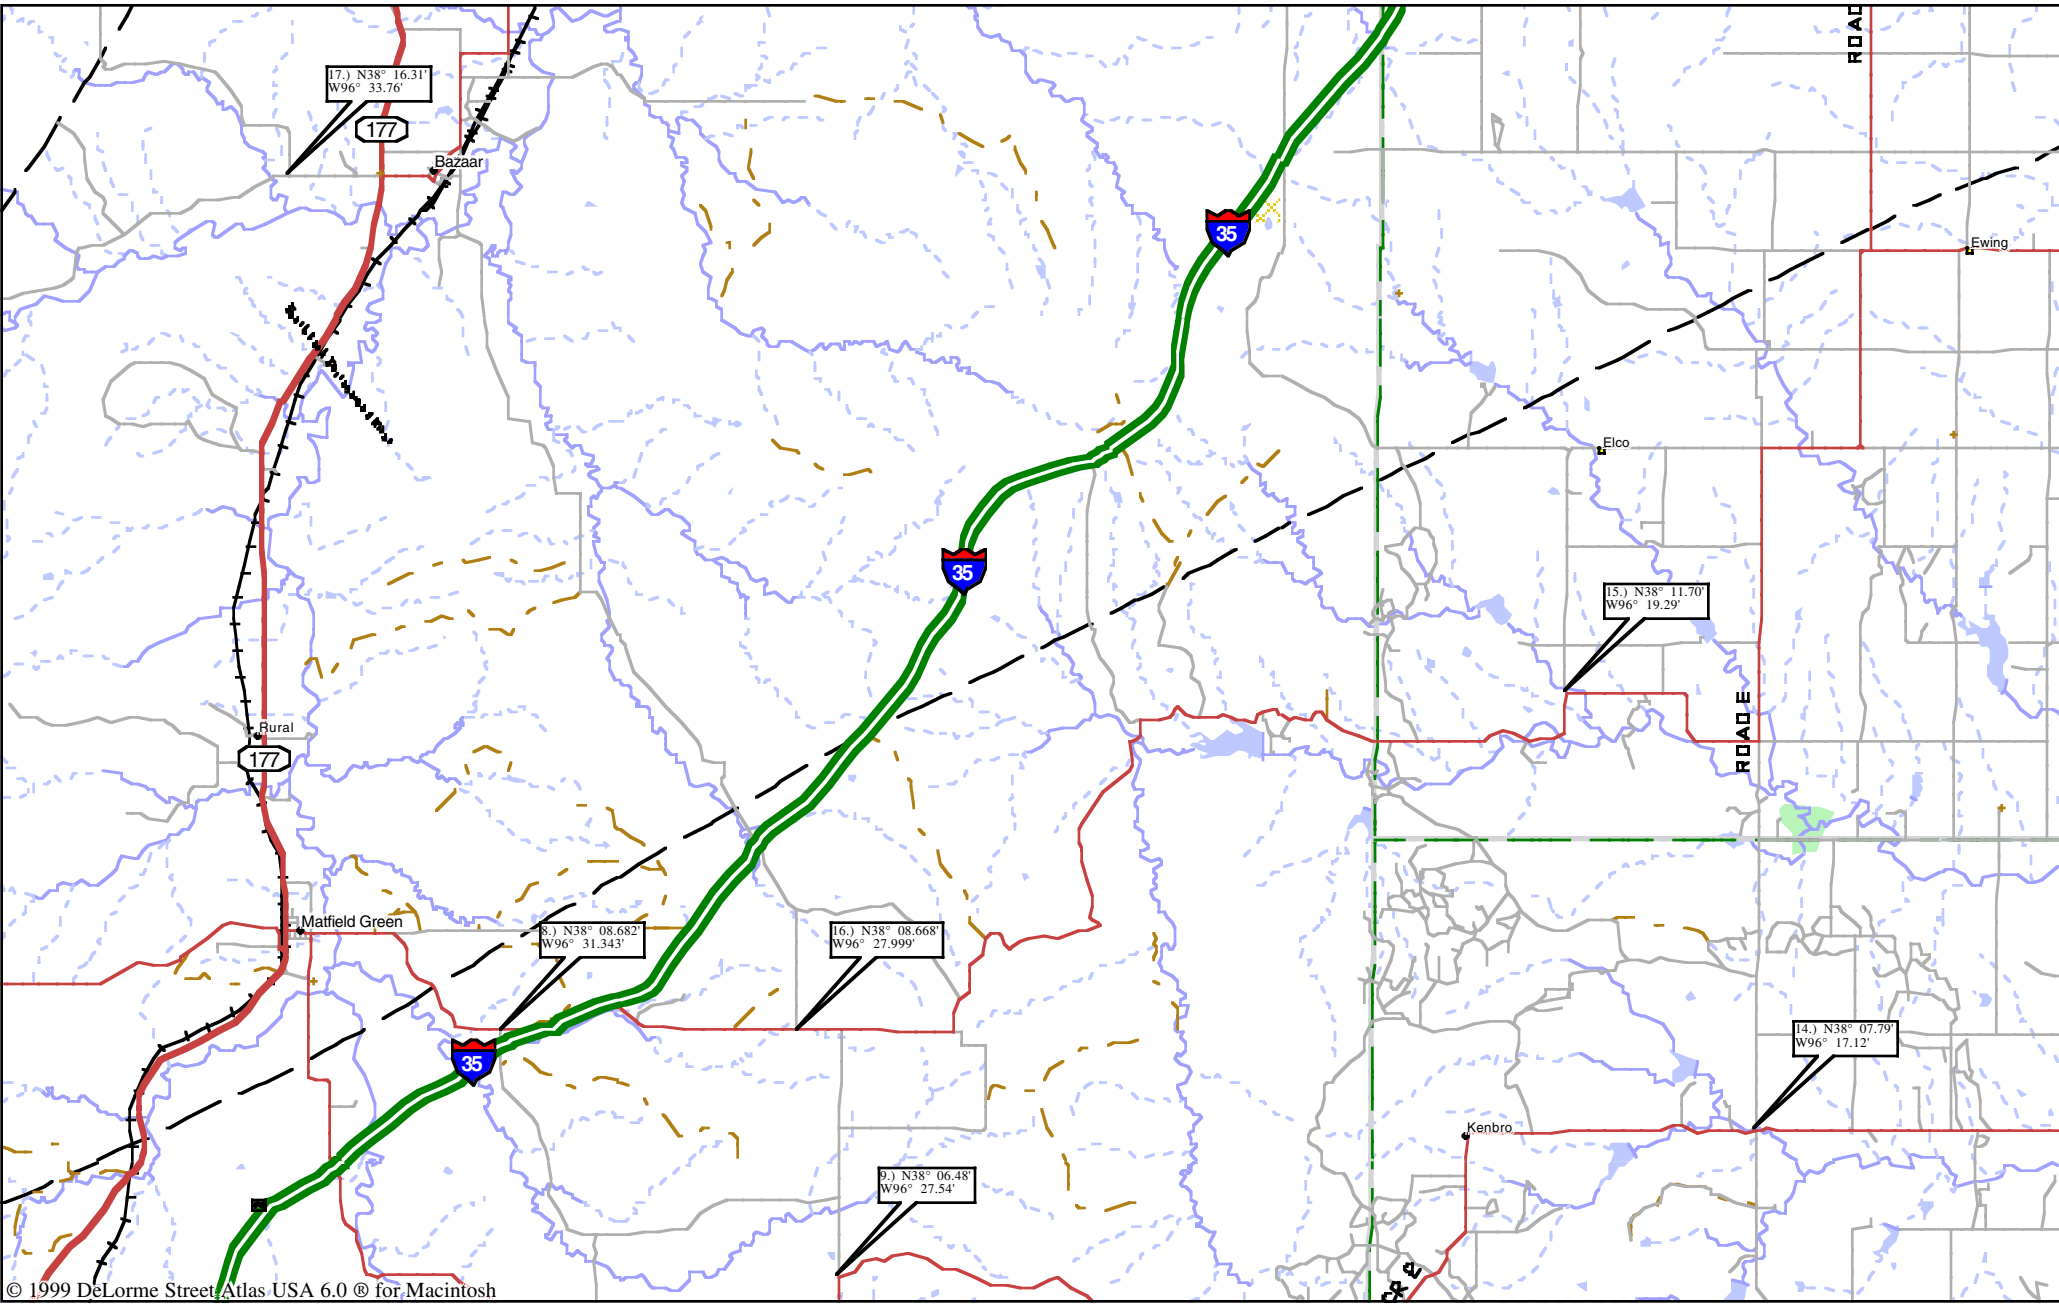 ROAD
17.) N38° 16.31'
W96° 33.76'
177
Bazaar
35
Ewing
Elco
35
15.) N38° 11.70'
W96° 19.29'
ROAD E
Rural
177
Matfield Green
8.) N38° 08.682'
W96° 31.343'
16.) N38° 08.668'
W96° 27.999'
35
14.) N38° 07.79'
W96° 17.12'
Kenbro
9.) N38° 06.48'
W96° 27.54'
© 1999 DeLorme Street Atlas USA 6.0 ® for Macintosh